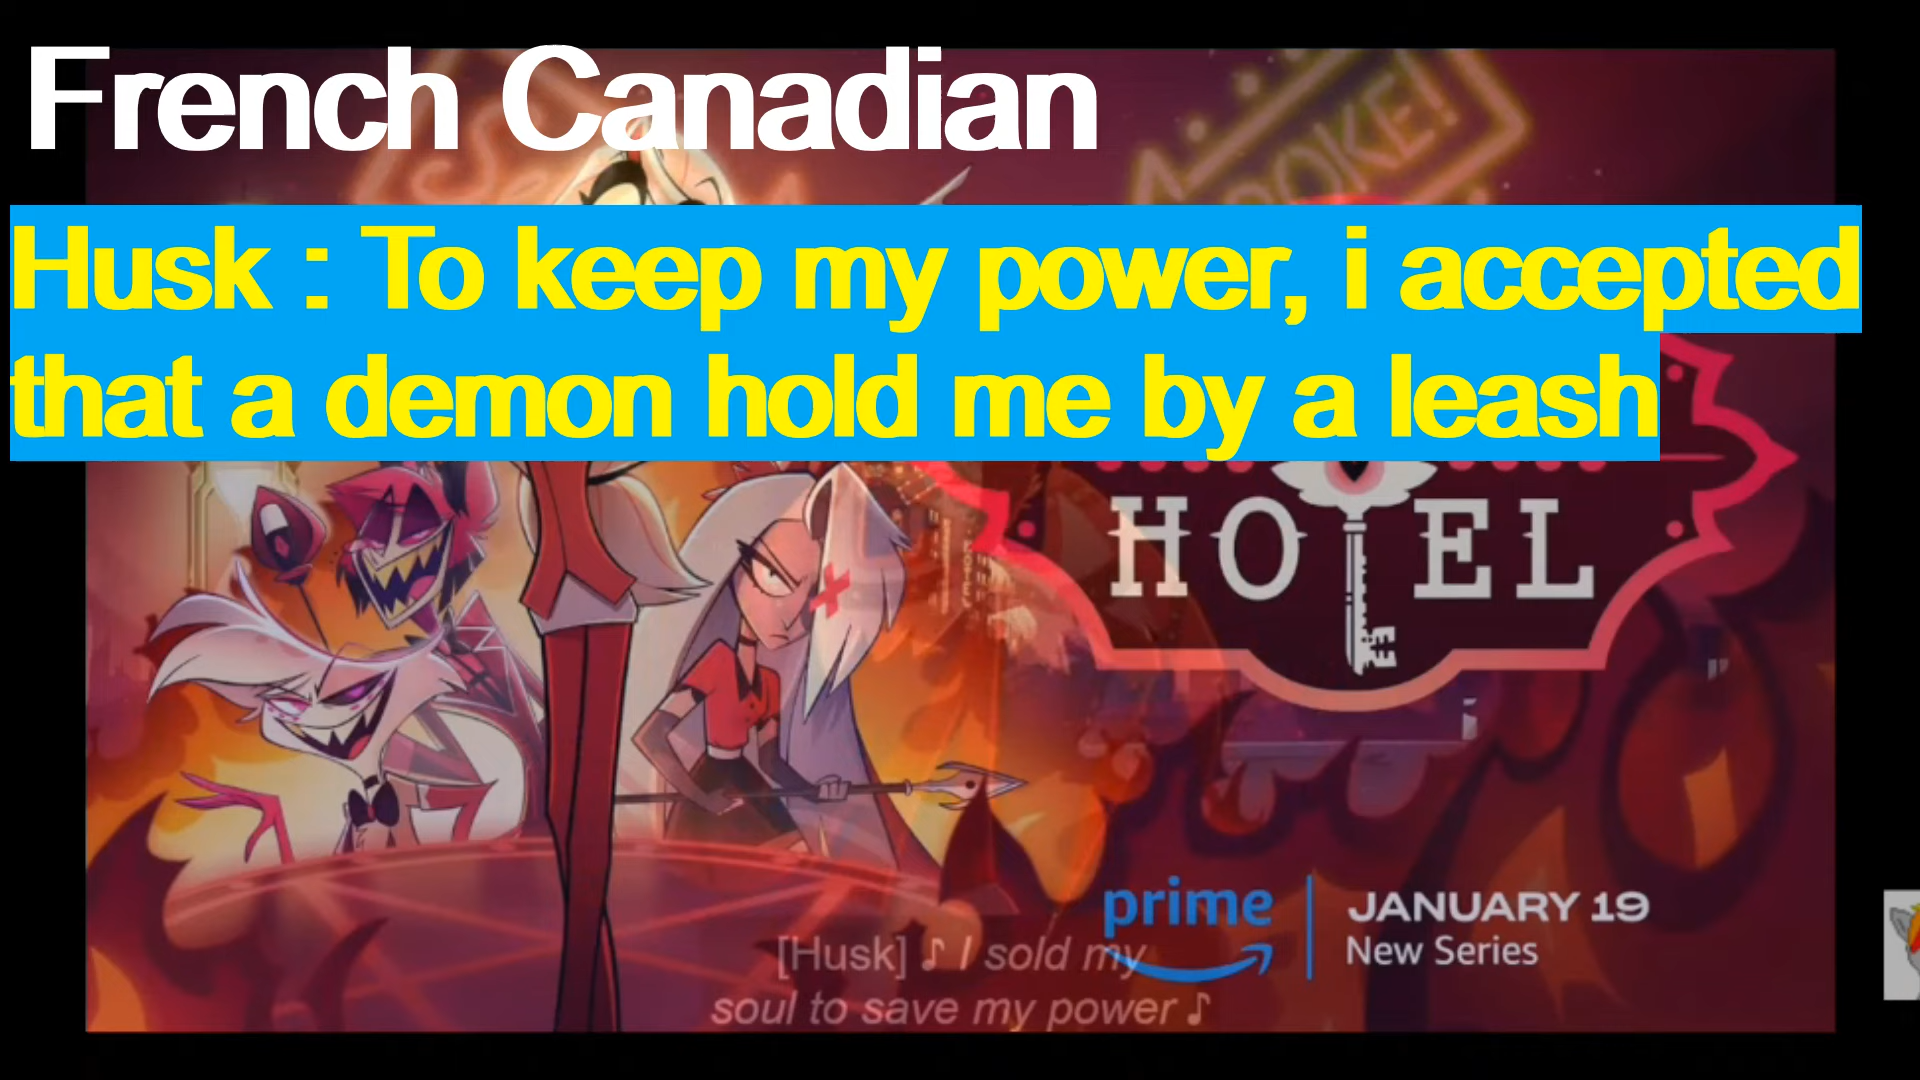 French Canadian
Husk : To keep my power, i accepted
that a demon hold me by a leash
HOTEL
prime
JANUARY 19
New Series
[Husk] ♪ I sold my
soul to save my power ♪